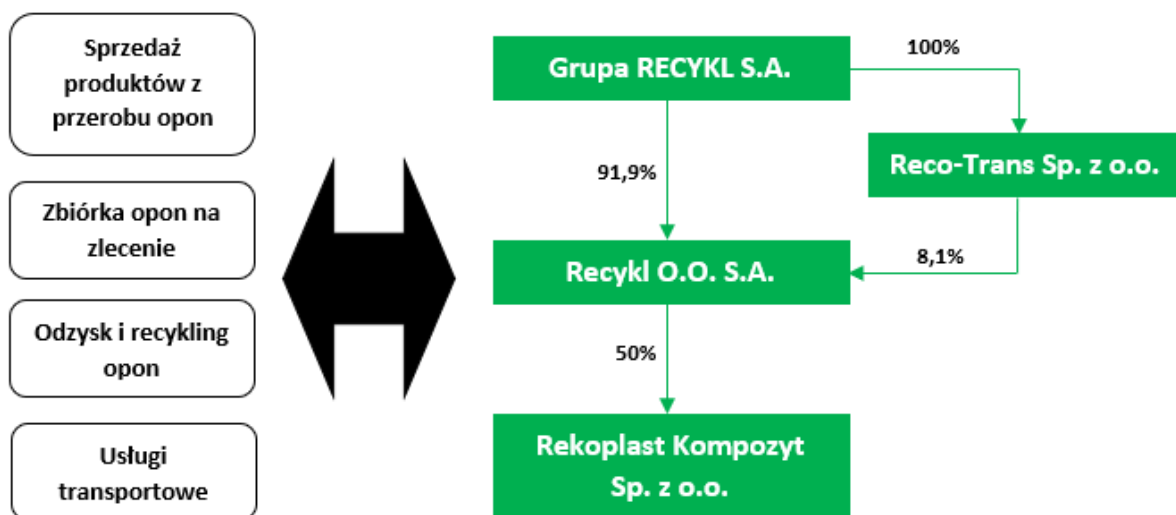 Sprzedaż
produktów z
przerobu opon
Zbiórka opon na
zlecenie
Odzysk i recykling
opon
Usługi
transportowe
Grupa RECYKL S.A.
100%
Reco-Trans Sp. z o.o.
91,9%
8,1%
Recykl O.O. S.A.
50%
Rekoplast Kompozyt
Sp. z o.o.